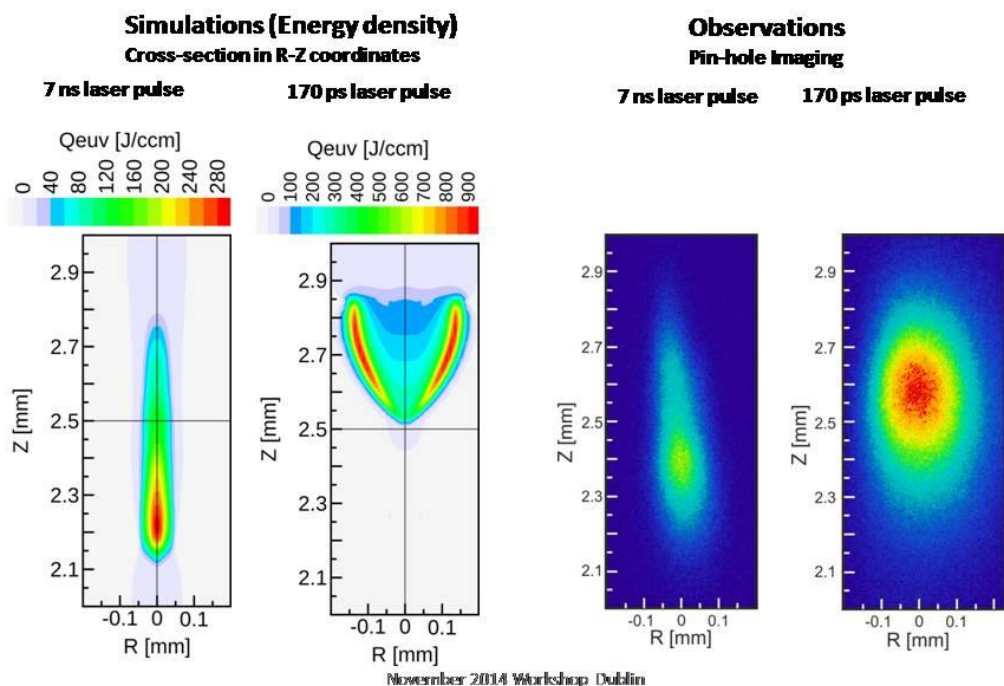 Simulations (Energy density)
Cross-section in R-Z coordinates
7 ns laser pulse
170 ps laser pulse
Qeuv [J/ccm]
0 40 80 120 160 200 240 280
Z [mm]
2.9
2.7
2.5
2.3
2.1
-0.1 0 0.1
R [mm]
Qeuv [J/ccm]
0 100 200 300 400 500 600 700 800 900
Z [mm]
2.9
2.7
2.5
2.3
2.1
-0.1 0 0.1
R [mm]
Observations
Pin-hole Imaging
7 ns laser pulse
170 ps laser pulse
Z [mm]
2.9
2.7
2.5
2.3
2.1
-0.1 0 0.1
R [mm]
Z [mm]
2.9
2.7
2.5
2.3
2.1
-0.1 0 0.1
R [mm]
November 2014 Workshop Dublin